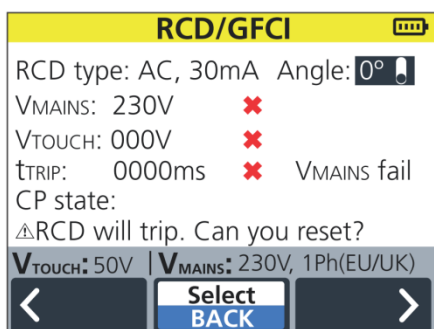 RCD/GFCI
RCD type: AC, 30mA Angle: 0°
VMAINS: 230V ✖
VTOUCH: 000V
tTRIP: 0000ms ✖ VMAINS fail
CP state:
⚠RCD will trip. Can you reset?
VTOUCH: 50V | VMAINS: 230V, 1Ph(EU/UK)
< Select >
BACK